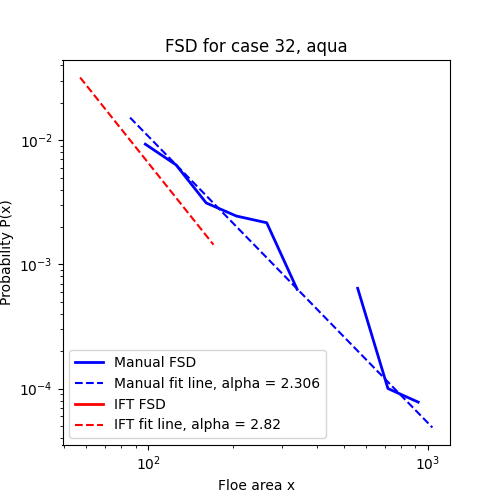 FSD for case 32, aqua
Probability P(x)
10⁻²
10⁻³
10⁻⁴
Manual FSD
Manual fit line, alpha = 2.306
IFT FSD
IFT fit line, alpha = 2.82
10² 10³
Floe area x